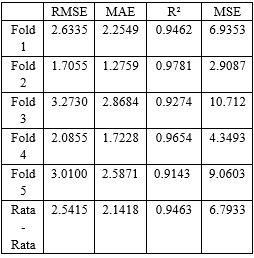 RMSE MAE R² MSE
Fold 1 2.6335 2.2549 0.9462 6.9353
Fold 2 1.7055 1.2759 0.9781 2.9087
Fold 3 3.2730 2.8684 0.9274 10.712
Fold 4 2.0855 1.7228 0.9654 4.3493
Fold 5 3.0100 2.5871 0.9143 9.0603
Rata - Rata 2.5415 2.1418 0.9463 6.7933